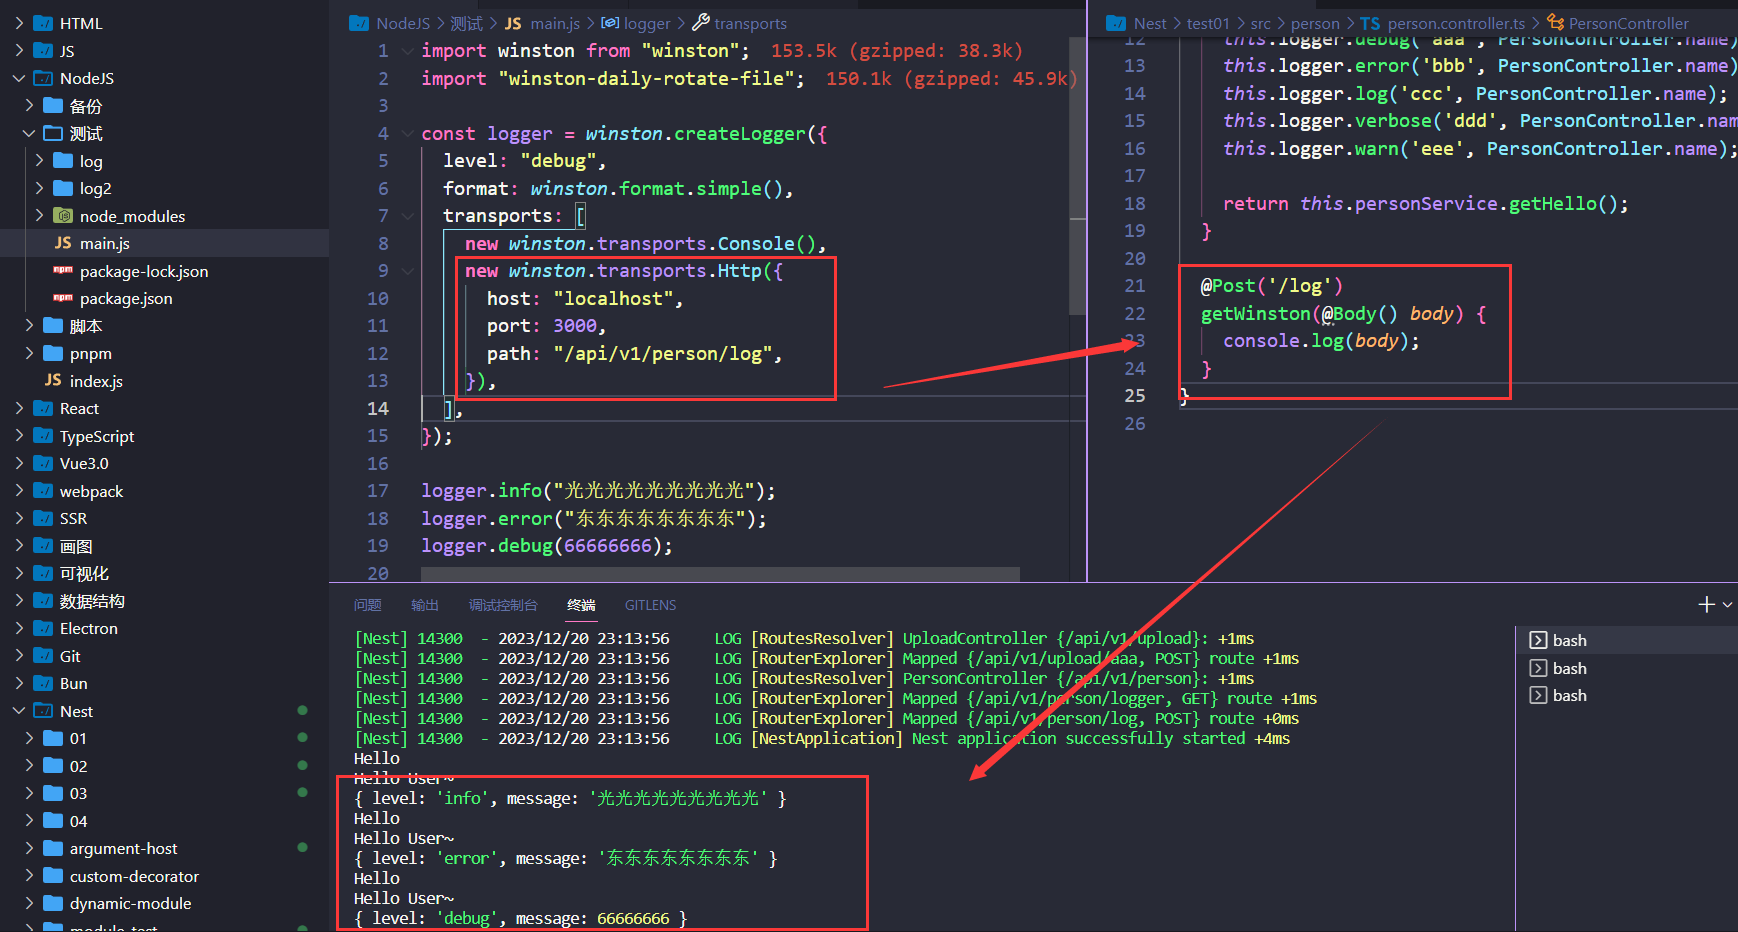 HTML
JS
NodeJS
备份
测试
log
log2
node_modules
JS main.js
npm package-lock.json
npm package.json
脚本
pnpm
JS index.js
React
TypeScript
Vue3.0
webpack
SSR
画图
可视化
数据结构
Electron
Git
Bun
Nest
01
02
03
04
argument-host
custom-decorator
dynamic-module
module-test
NodeJS > 测试 > JS main.js > logger > transports
1 import winston from "winston"; 153.5k (gzipped: 38.3k)
2 import "winston-daily-rotate-file"; 150.1k (gzipped: 45.9k)
3
4 const logger = winston.createLogger({
5 level: "debug",
6 format: winston.format.simple(),
7 transports: [
8 new winston.transports.Console(),
9 new winston.transports.Http({
10 host: "localhost",
11 port: 3000,
12 path: "/api/v1/person/log",
13 }),
14 ],
15 });
16
17 logger.info("光光光光光光光光光");
18 logger.error("东东东东东东东东");
19 logger.debug(66666666);
20
Nest > test01 > src > person > TS person.controller.ts > PersonController
12 this.logger.debug('aaa', PersonController.name)
13 this.logger.error('bbb', PersonController.name)
14 this.logger.log('ccc', PersonController.name);
15 this.logger.verbose('ddd', PersonController.nam
16 this.logger.warn('eee', PersonController.name);
17
18 return this.personService.getHello();
19 }
20
21 @Post('/log')
22 getWinston(@Body() body) {
23 console.log(body);
24 }
25 }
26
问题 输出 调试控制台 终端 GITLENS
[Nest] 14300 - 2023/12/20 23:13:56 LOG [RoutesResolver] UploadController {/api/v1/upload}: +1ms
[Nest] 14300 - 2023/12/20 23:13:56 LOG [RouterExplorer] Mapped {/api/v1/upload/aaa, POST} route +1ms
[Nest] 14300 - 2023/12/20 23:13:56 LOG [RoutesResolver] PersonController {/api/v1/person}: +1ms
[Nest] 14300 - 2023/12/20 23:13:56 LOG [RouterExplorer] Mapped {/api/v1/person/logger, GET} route +1ms
[Nest] 14300 - 2023/12/20 23:13:56 LOG [RouterExplorer] Mapped {/api/v1/person/log, POST} route +0ms
[Nest] 14300 - 2023/12/20 23:13:56 LOG [NestApplication] Nest application successfully started +4ms
Hello
Hello User~
{ level: 'info', message: '光光光光光光光光光' }
Hello
Hello User~
{ level: 'error', message: '东东东东东东东东' }
Hello
Hello User~
{ level: 'debug', message: 66666666 }
bash
bash
bash